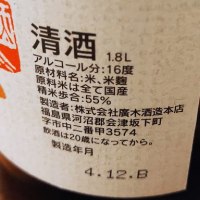 清酒 1.8L
アルコール分:16度
原材料名:米、米麹
原料米は全て国産
精米歩合:55%
製造者:株式会社廣木酒造本店
福島県河沼郡会津坂下町
字市中二番甲3574
飲酒は20歳になってから。
製造年月
4.12.B